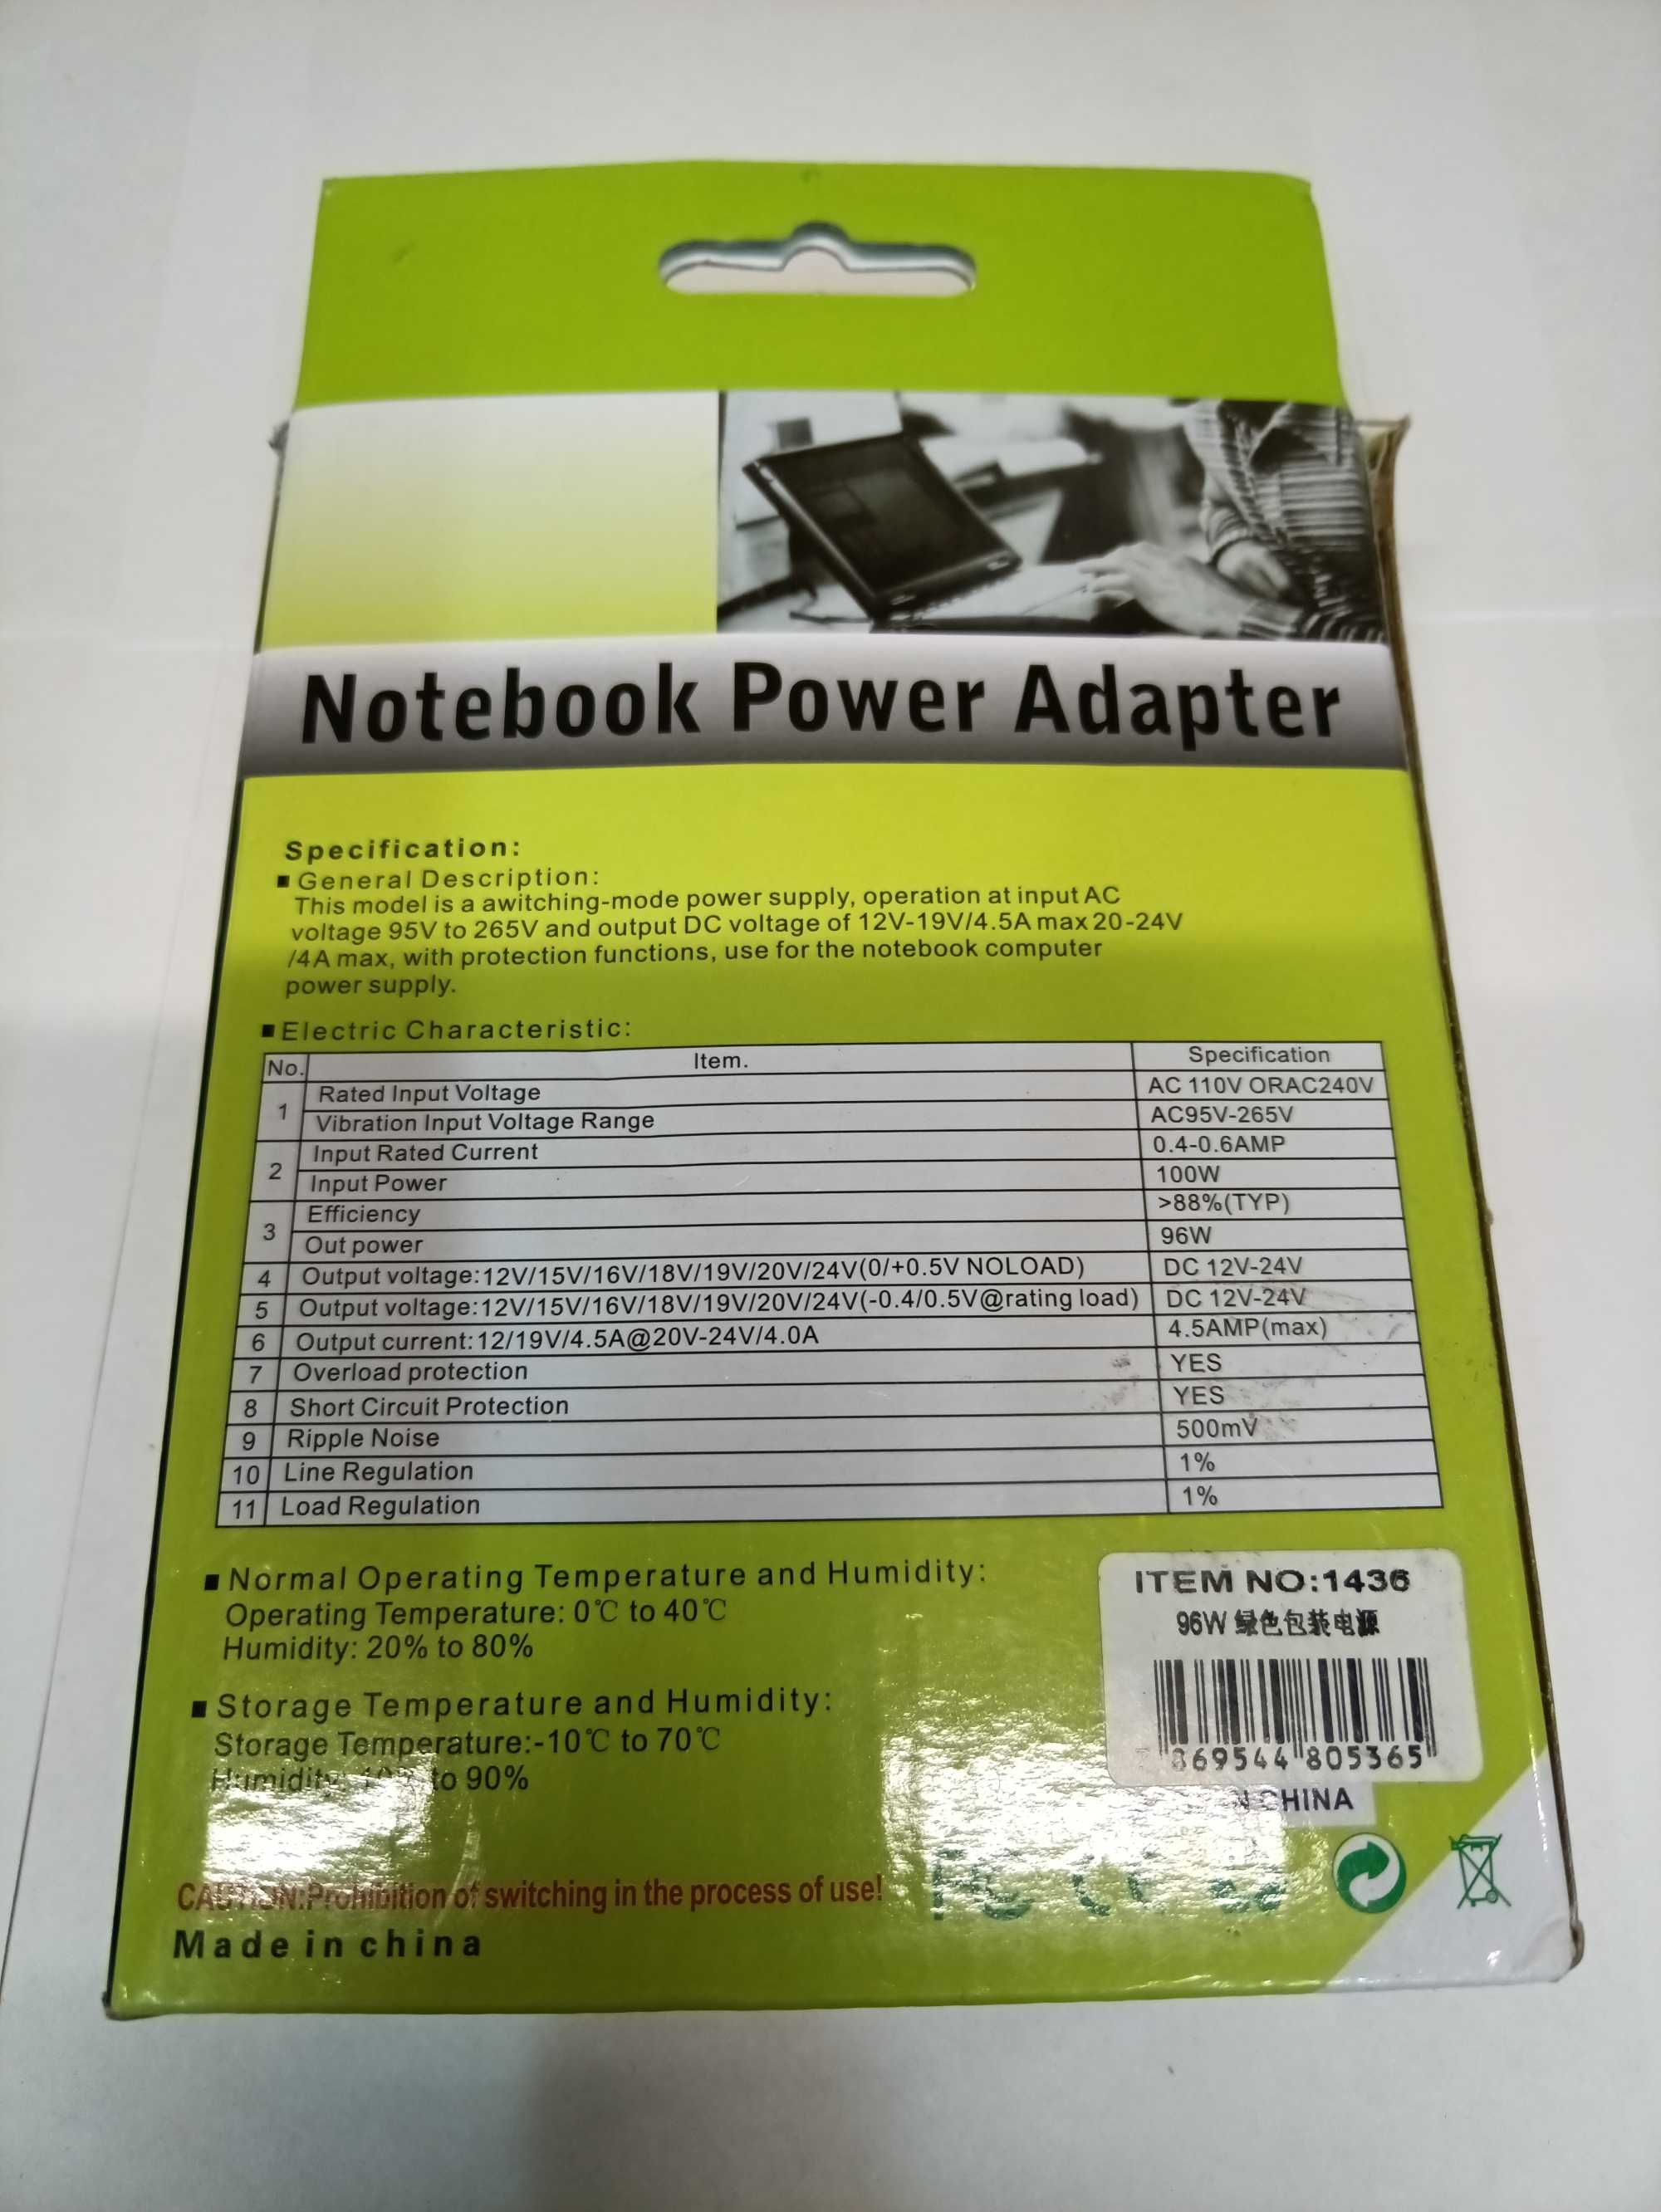 Notebook Power Adapter
Specification:
■ General Description:
This model is a awitching-mode power supply, operation at input AC
voltage 95V to 265V and output DC voltage of 12V-19V/4.5A max 20-24V
/4A max, with protection functions, use for the notebook computer
power supply.
■ Electric Characteristic:
No. Item. Specification
1 Rated Input Voltage AC 110V ORAC240V
Vibration Input Voltage Range AC95V-265V
2 Input Rated Current 0.4-0.6AMP
Input Power 100W
3 Efficiency >88%(TYP)
Out power 96W
4 Output voltage:12V/15V/16V/18V/19V/20V/24V(0/+0.5V NOLOAD) DC 12V-24V
5 Output voltage:12V/15V/16V/18V/19V/20V/24V(-0.4/0.5V@rating load) DC 12V-24V
6 Output current:12/19V/4.5A@20V-24V/4.0A 4.5AMP(max)
7 Overload protection YES
8 Short Circuit Protection YES
9 Ripple Noise 500mV
10 Line Regulation 1%
11 Load Regulation 1%
■ Normal Operating Temperature and Humidity:
Operating Temperature: 0℃ to 40℃
Humidity: 20% to 80%
■ Storage Temperature and Humidity:
Storage Temperature:-10℃ to 70℃
Humidity: to 90%
ITEM NO:1436
96W 绿色包装电源
869544 805365
CHINA
CAUTION:Prohibition of switching in the process of use!
Made in china